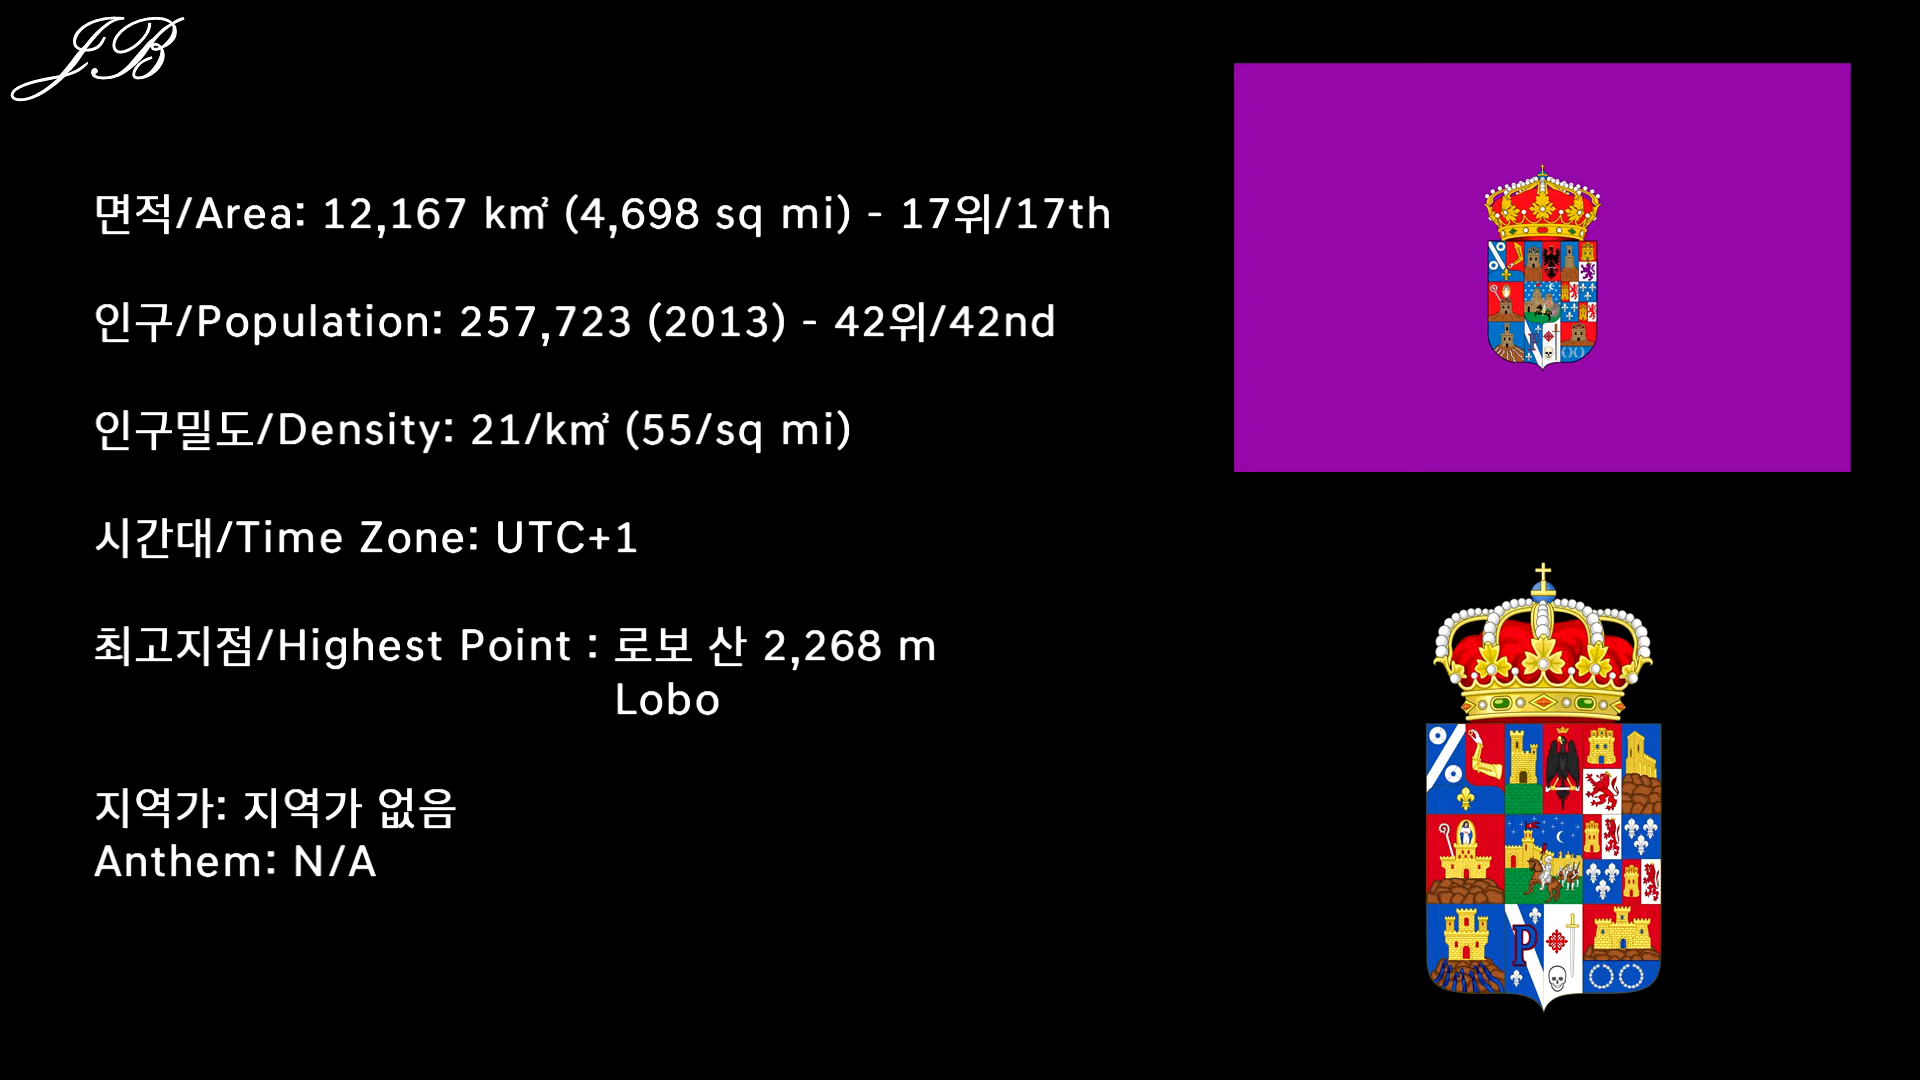 JB
면적/Area: 12,167 k㎡ (4,698 sq mi) - 17위/17th
인구/Population: 257,723 (2013) - 42위/42nd
인구밀도/Density: 21/k㎡ (55/sq mi)
시간대/Time Zone: UTC+1
최고지점/Highest Point : 로보 산 2,268 m
Lobo
지역가: 지역가 없음
Anthem: N/A
P
P